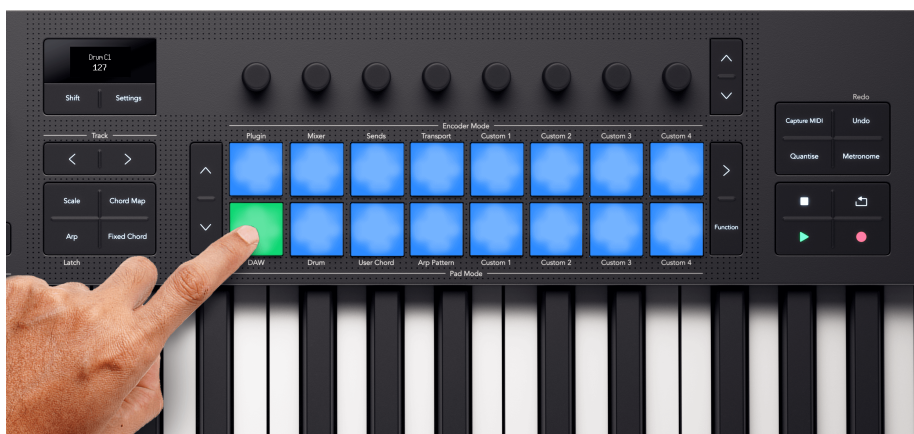 Drum C1
127
Shift Settings
Redo
Capture MIDI Undo
Track
Encoder Mode
Plugin Mixer Sends Transport Custom 1 Custom 2 Custom 3 Custom 4
Quantise Metronome
Scale Chord Map
Arp Fixed Chord
Function
Latch
DAW Drum User Chord Arp Pattern Custom 1 Custom 2 Custom 3 Custom 4
Pad Mode